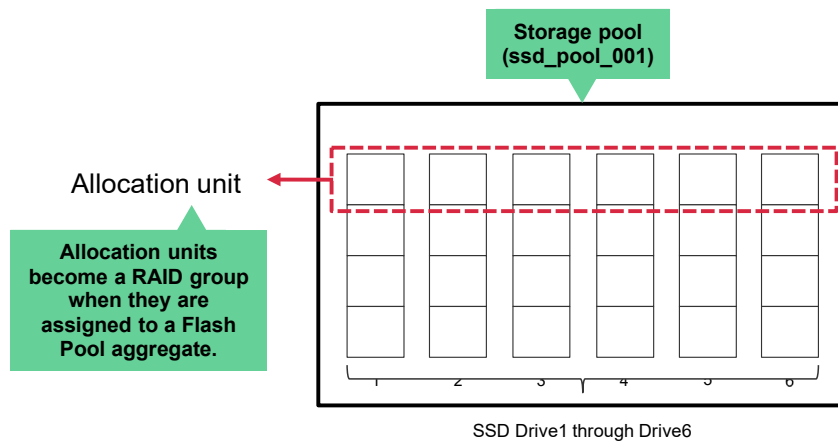 Storage pool
(ssd_pool_001)
Allocation unit
Allocation units
become a RAID group
when they are
assigned to a Flash
Pool aggregate.
1 2 3 4 5 6
SSD Drive1 through Drive6